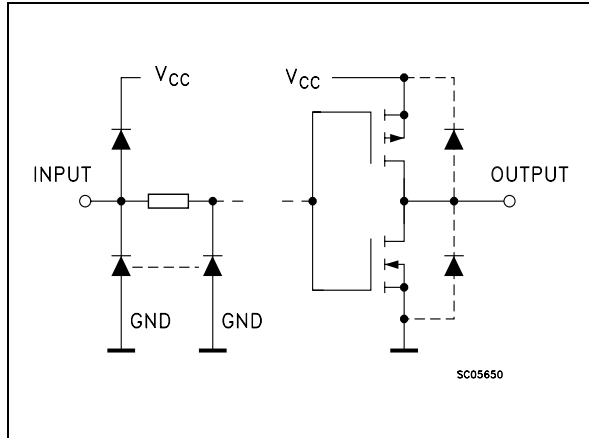 VCC
VCC
INPUT
OUTPUT
GND
GND
SC05650